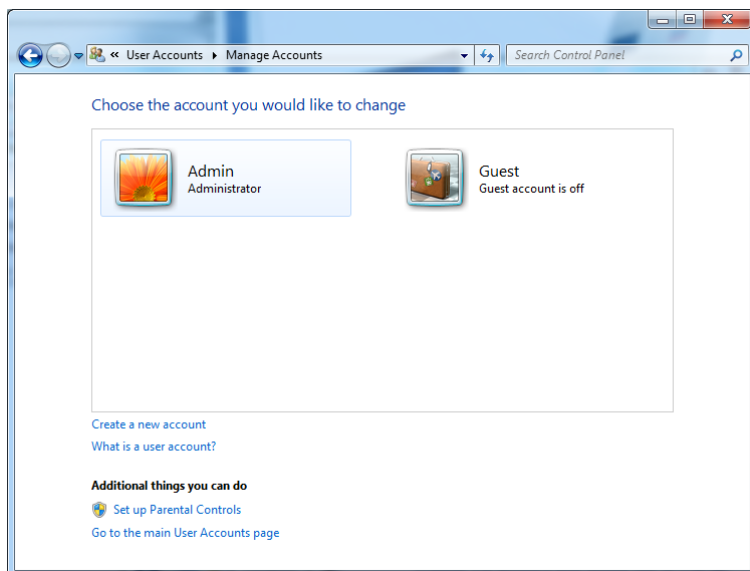 « User Accounts ▸ Manage Accounts
Search Control Panel
Choose the account you would like to change
Admin
Administrator
Guest
Guest account is off
Create a new account
What is a user account?
Additional things you can do
Set up Parental Controls
Go to the main User Accounts page